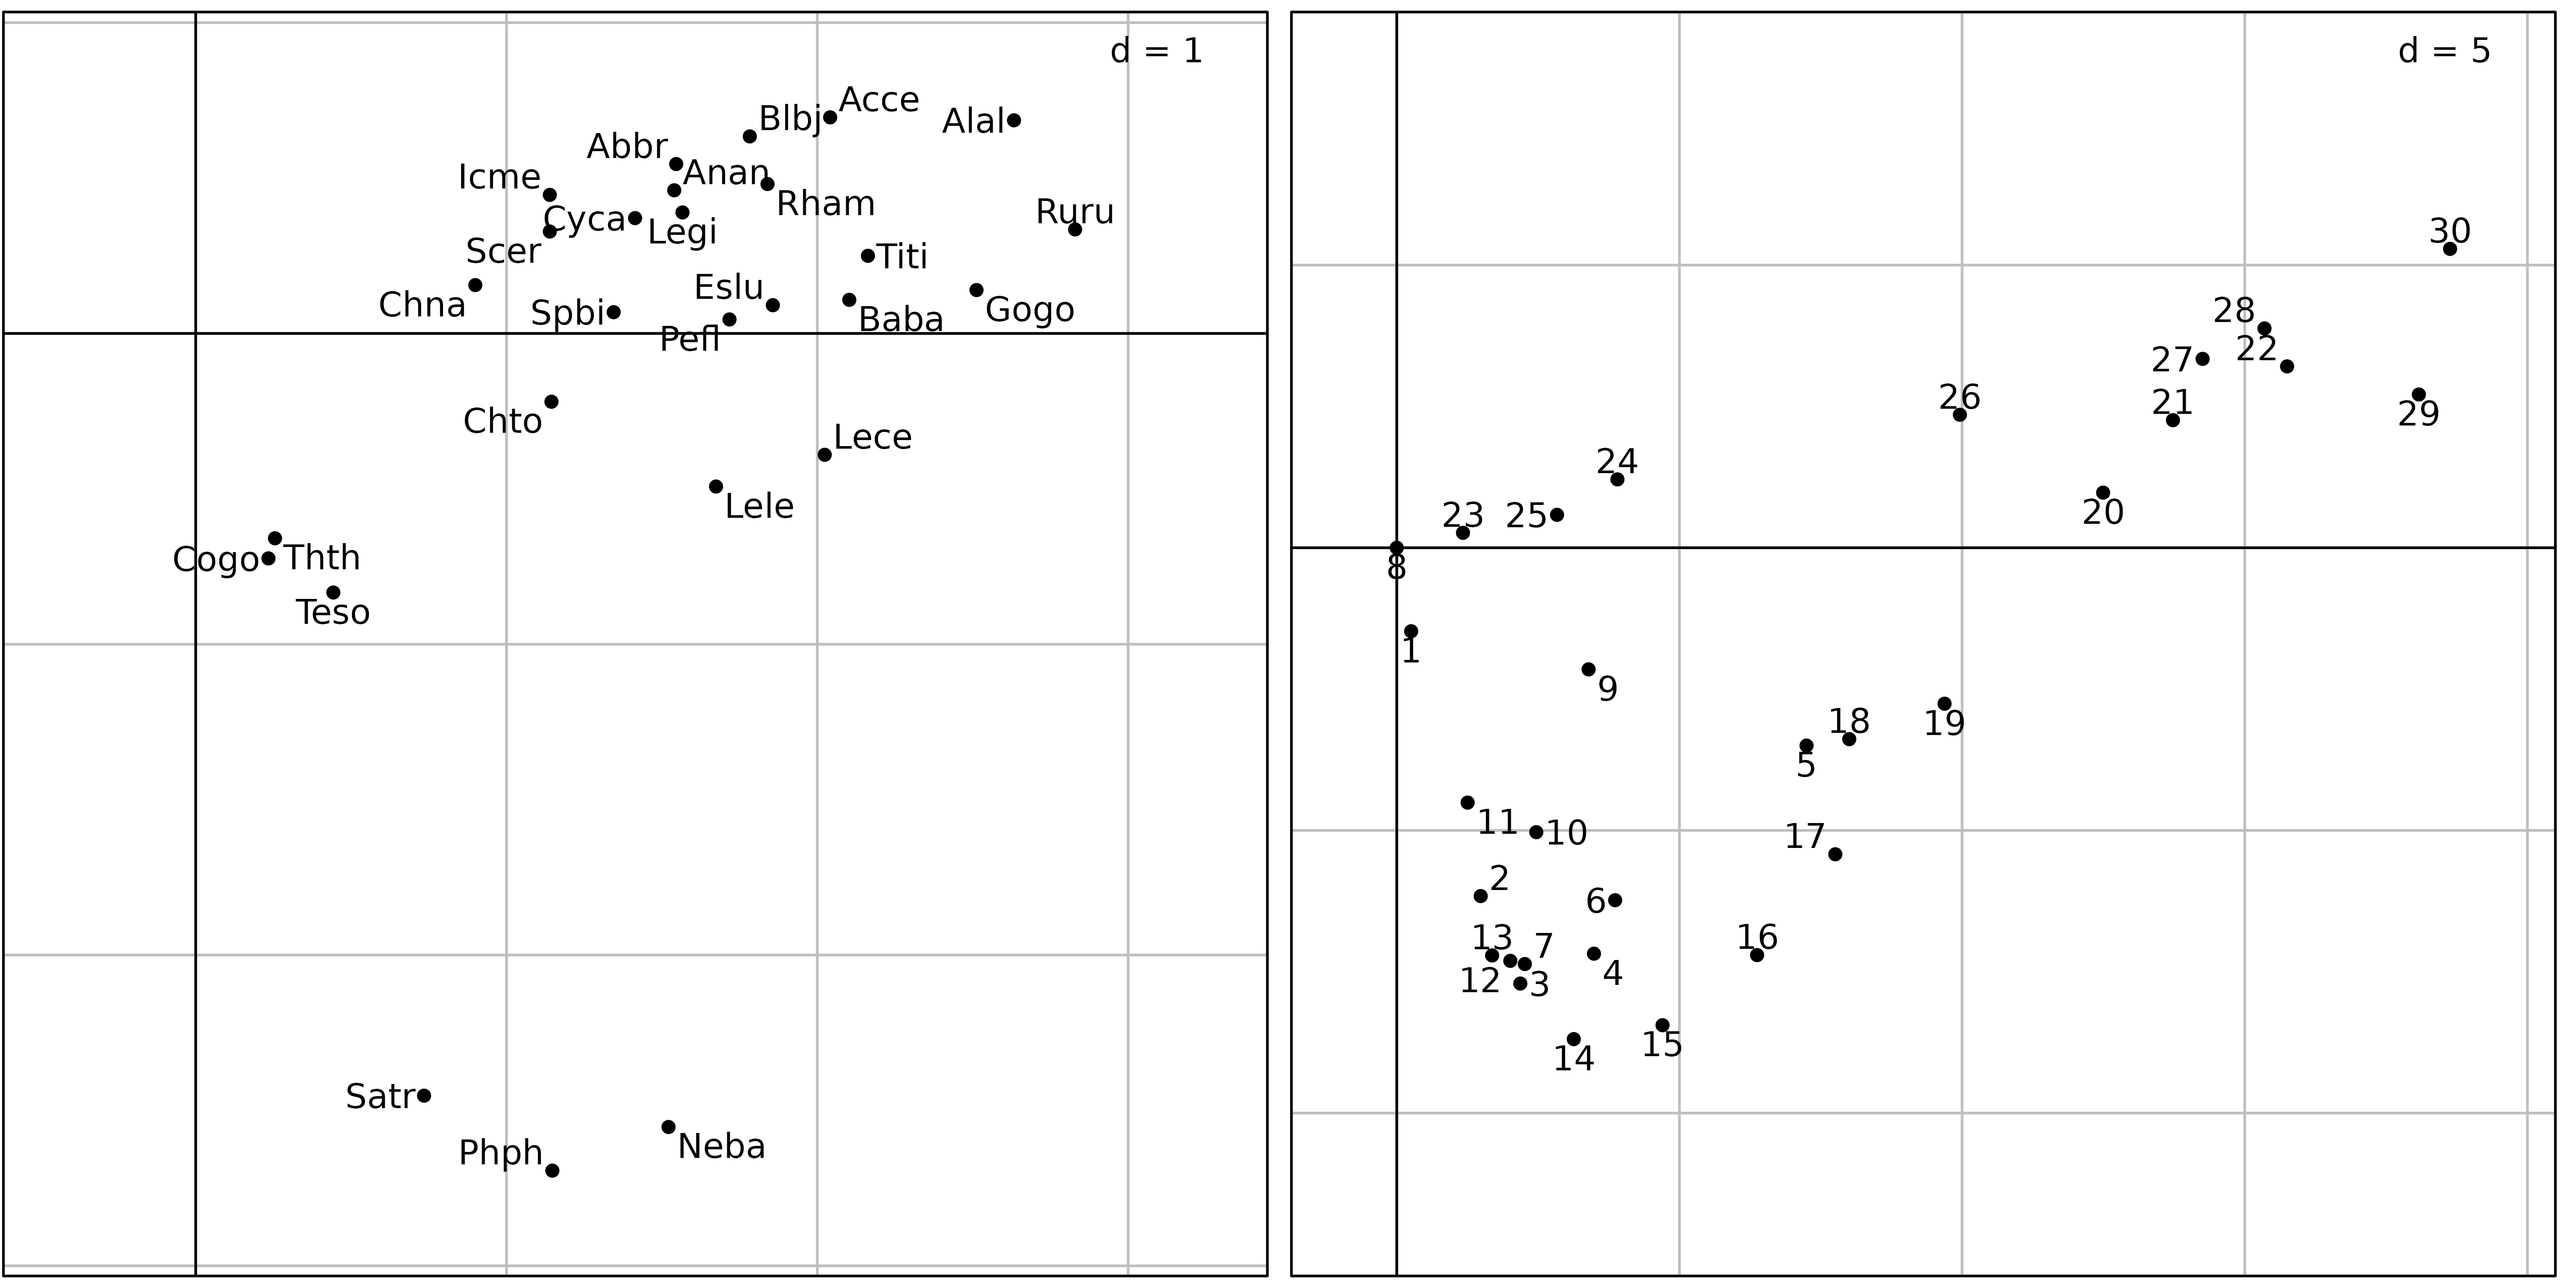 d = 1
Acce
Blbj
Alal
Abbr
Anan
Icme
Rham
Ruru
Cyca
Legi
Scer
Titi
Eslu
Chna
Spbi
Baba
Gogo
Pefl
Chto
Lece
Lele
Cogo
Thth
Teso
Satr
Phph
Neba
d = 5
30
28
22
27
29
26
21
24
20
23
25
8
1
9
18
19
5
11
10
17
2
6
13
7
16
12
3
4
14
15